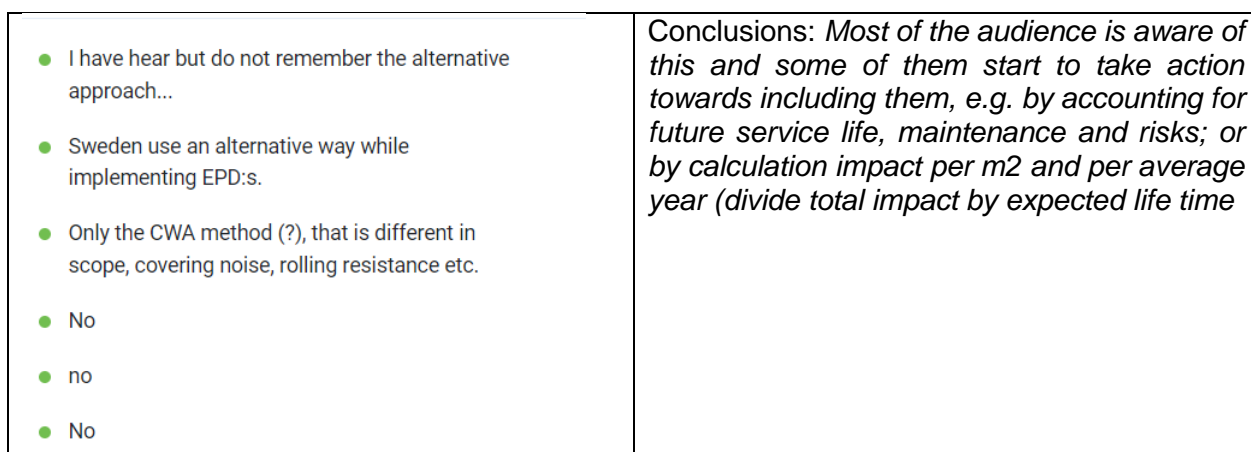 I have hear but do not remember the alternative
approach...
Sweden use an alternative way while
implementing EPD:s.
Only the CWA method (?), that is different in
scope, covering noise, rolling resistance etc.
No
no
No
Conclusions: Most of the audience is aware of
this and some of them start to take action
towards including them, e.g. by accounting for
future service life, maintenance and risks; or
by calculation impact per m2 and per average
year (divide total impact by expected life time